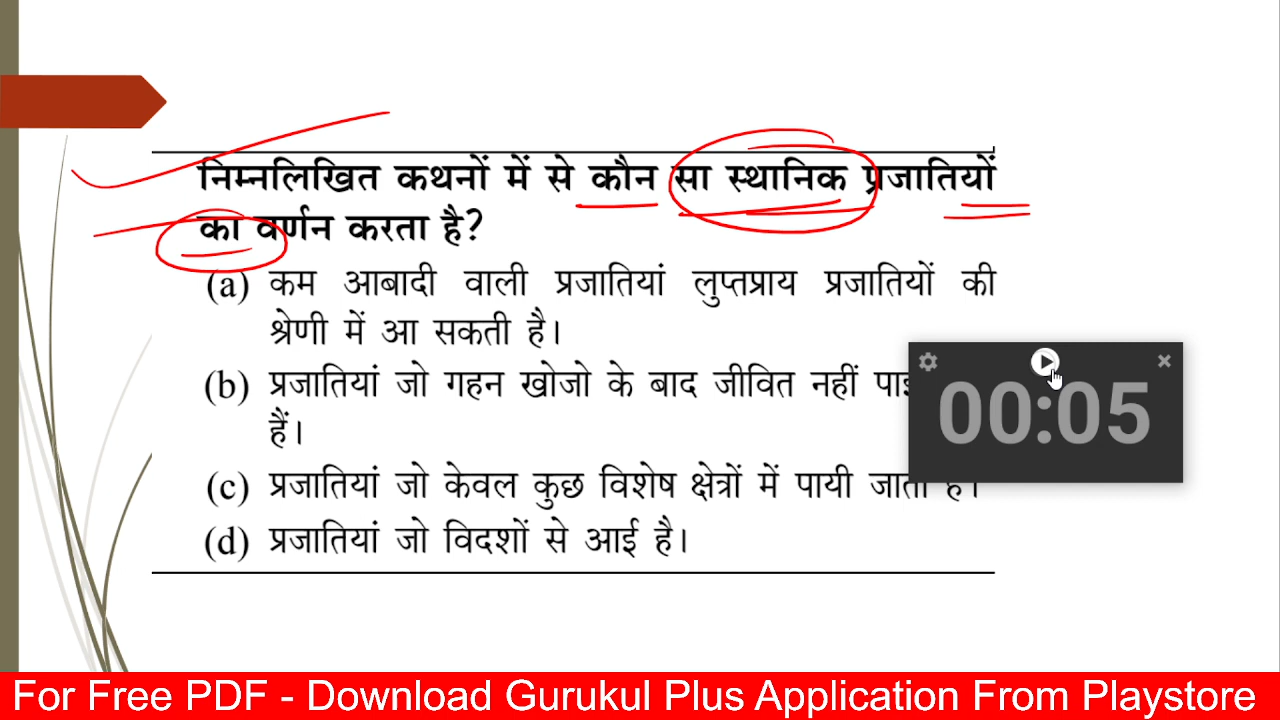 निम्नलिखित कथनों में से कौन सा स्थानिक प्रजातियों
का वर्णन करता है?
(a) कम आबादी वाली प्रजातियां लुप्तप्राय प्रजातियों की
श्रेणी में आ सकती है।
(b) प्रजातियां जो गहन खोजो के बाद जीवित नहीं
हैं।
(c) प्रजातियां जो केवल कुछ विशेष क्षेत्रों में पायी
(d) प्रजातियां जो विदशों से आई है।
00:05
For Free PDF - Download Gurukul Plus Application From Playstore